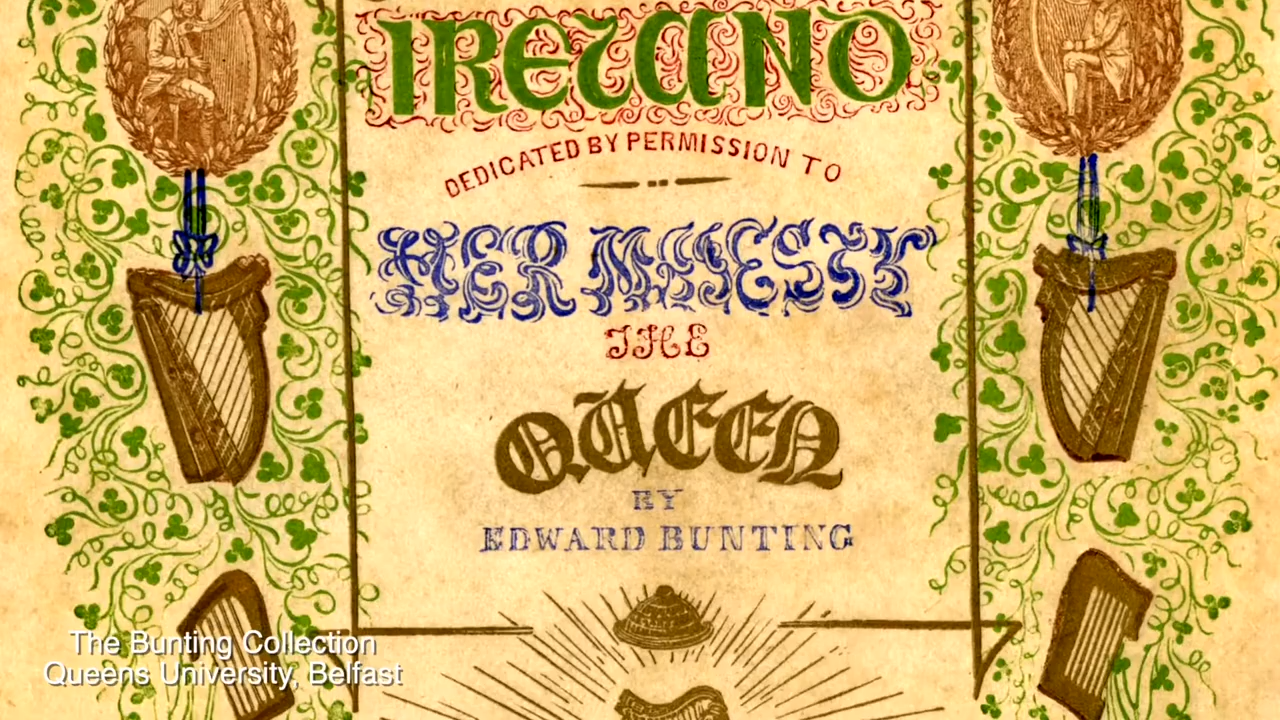 IRELAND
DEDICATED BY PERMISSION TO
HER MAJESTY
THE
QUEEN
BY
EDWARD BUNTING
The Bunting Collection
Queens University, Belfast